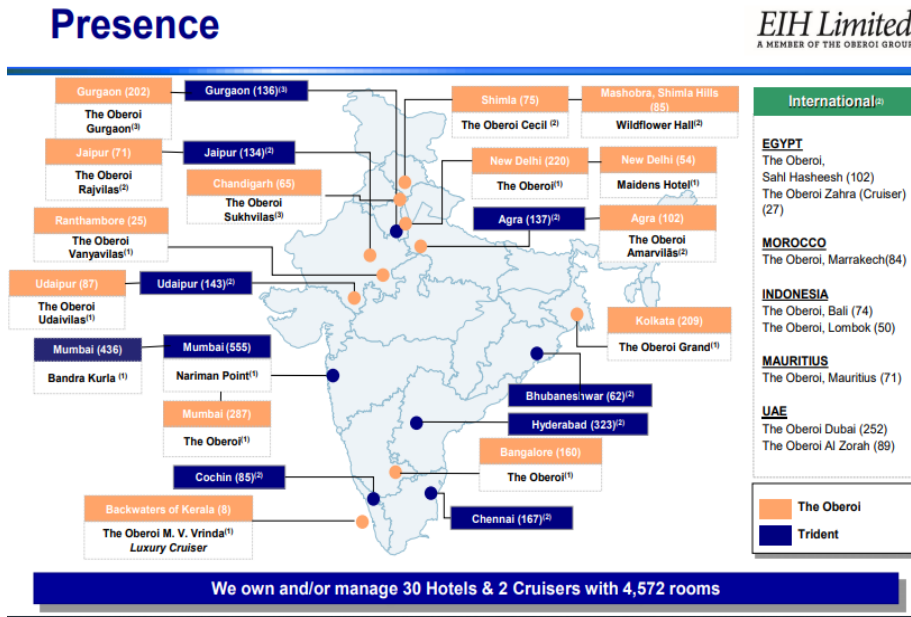 Presence
EIH Limited
A MEMBER OF THE OBEROI GROUP
Gurgaon (202)
The Oberoi
Gurgaon(3)
Gurgaon (136)(3)
Shimla (75)
The Oberoi Cecil (2)
Mashobra, Shimla Hills
(85)
Wildflower Hall(2)
Jaipur (71)
The Oberoi
Rajvilas(2)
Jaipur (134)(2)
Chandigarh (65)
The Oberoi
Sukhvilas(3)
New Delhi (220)
The Oberoi(1)
New Delhi (54)
Maidens Hotel(1)
Ranthambore (25)
The Oberoi
Vanyavilas(1)
Agra (137)(2)
Agra (102)
The Oberoi
Amarvilās(2)
Udaipur (87)
The Oberoi
Udaivilas(1)
Udaipur (143)(2)
Kolkata (209)
The Oberoi Grand(1)
Mumbai (436)
Bandra Kurla (1)
Mumbai (555)
Nariman Point(1)
Mumbai (287)
The Oberoi(1)
Bhubaneshwar (62)(2)
Hyderabad (323)(2)
Bangalore (160)
The Oberoi(1)
Cochin (85)(2)
Chennai (167)(2)
Backwaters of Kerala (8)
The Oberoi M. V. Vrinda(1)
Luxury Cruiser
International(2)
EGYPT
The Oberoi,
Sahl Hasheesh (102)
The Oberoi Zahra (Cruiser)
(27)
MOROCCO
The Oberoi, Marrakech(84)
INDONESIA
The Oberoi, Bali (74)
The Oberoi, Lombok (50)
MAURITIUS
The Oberoi, Mauritius (71)
UAE
The Oberoi Dubai (252)
The Oberoi Al Zorah (89)
The Oberoi
Trident
We own and/or manage 30 Hotels & 2 Cruisers with 4,572 rooms